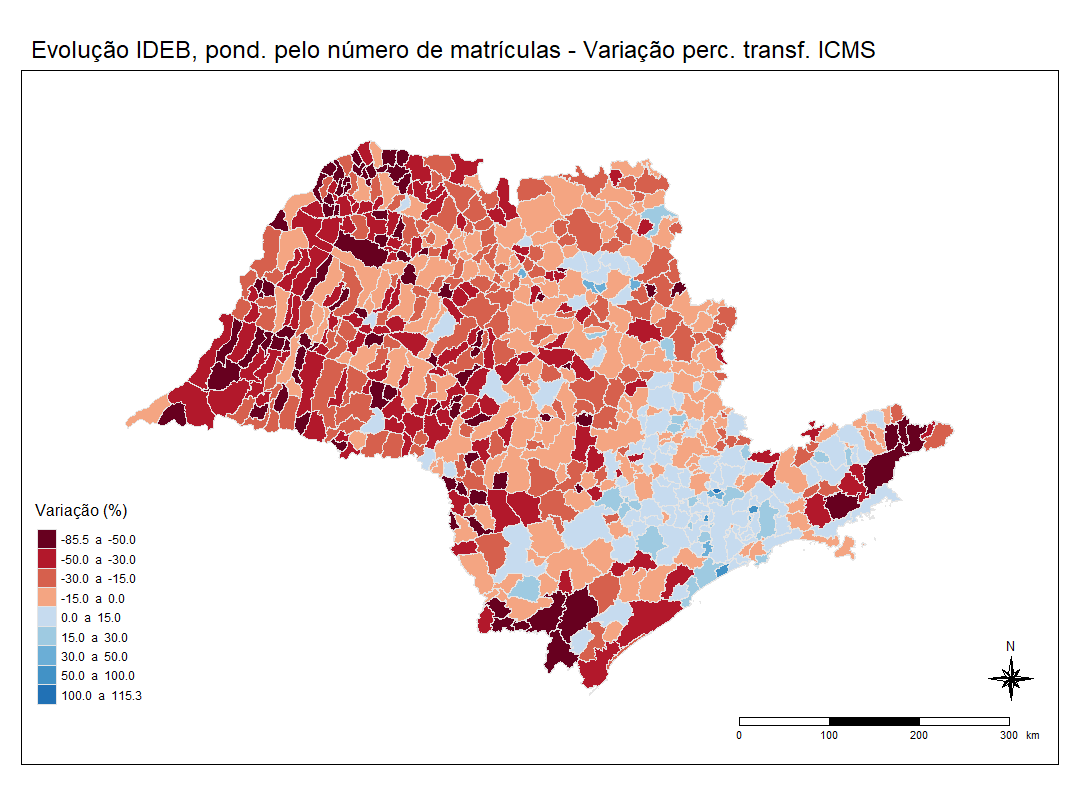 Evolução IDEB, pond. pelo número de matrículas - Variação perc. transf. ICMS
Variação (%)
-85.5 a -50.0
-50.0 a -30.0
-30.0 a -15.0
-15.0 a 0.0
0.0 a 15.0
15.0 a 30.0
30.0 a 50.0
50.0 a 100.0
100.0 a 115.3
N
0 100 200 300 km